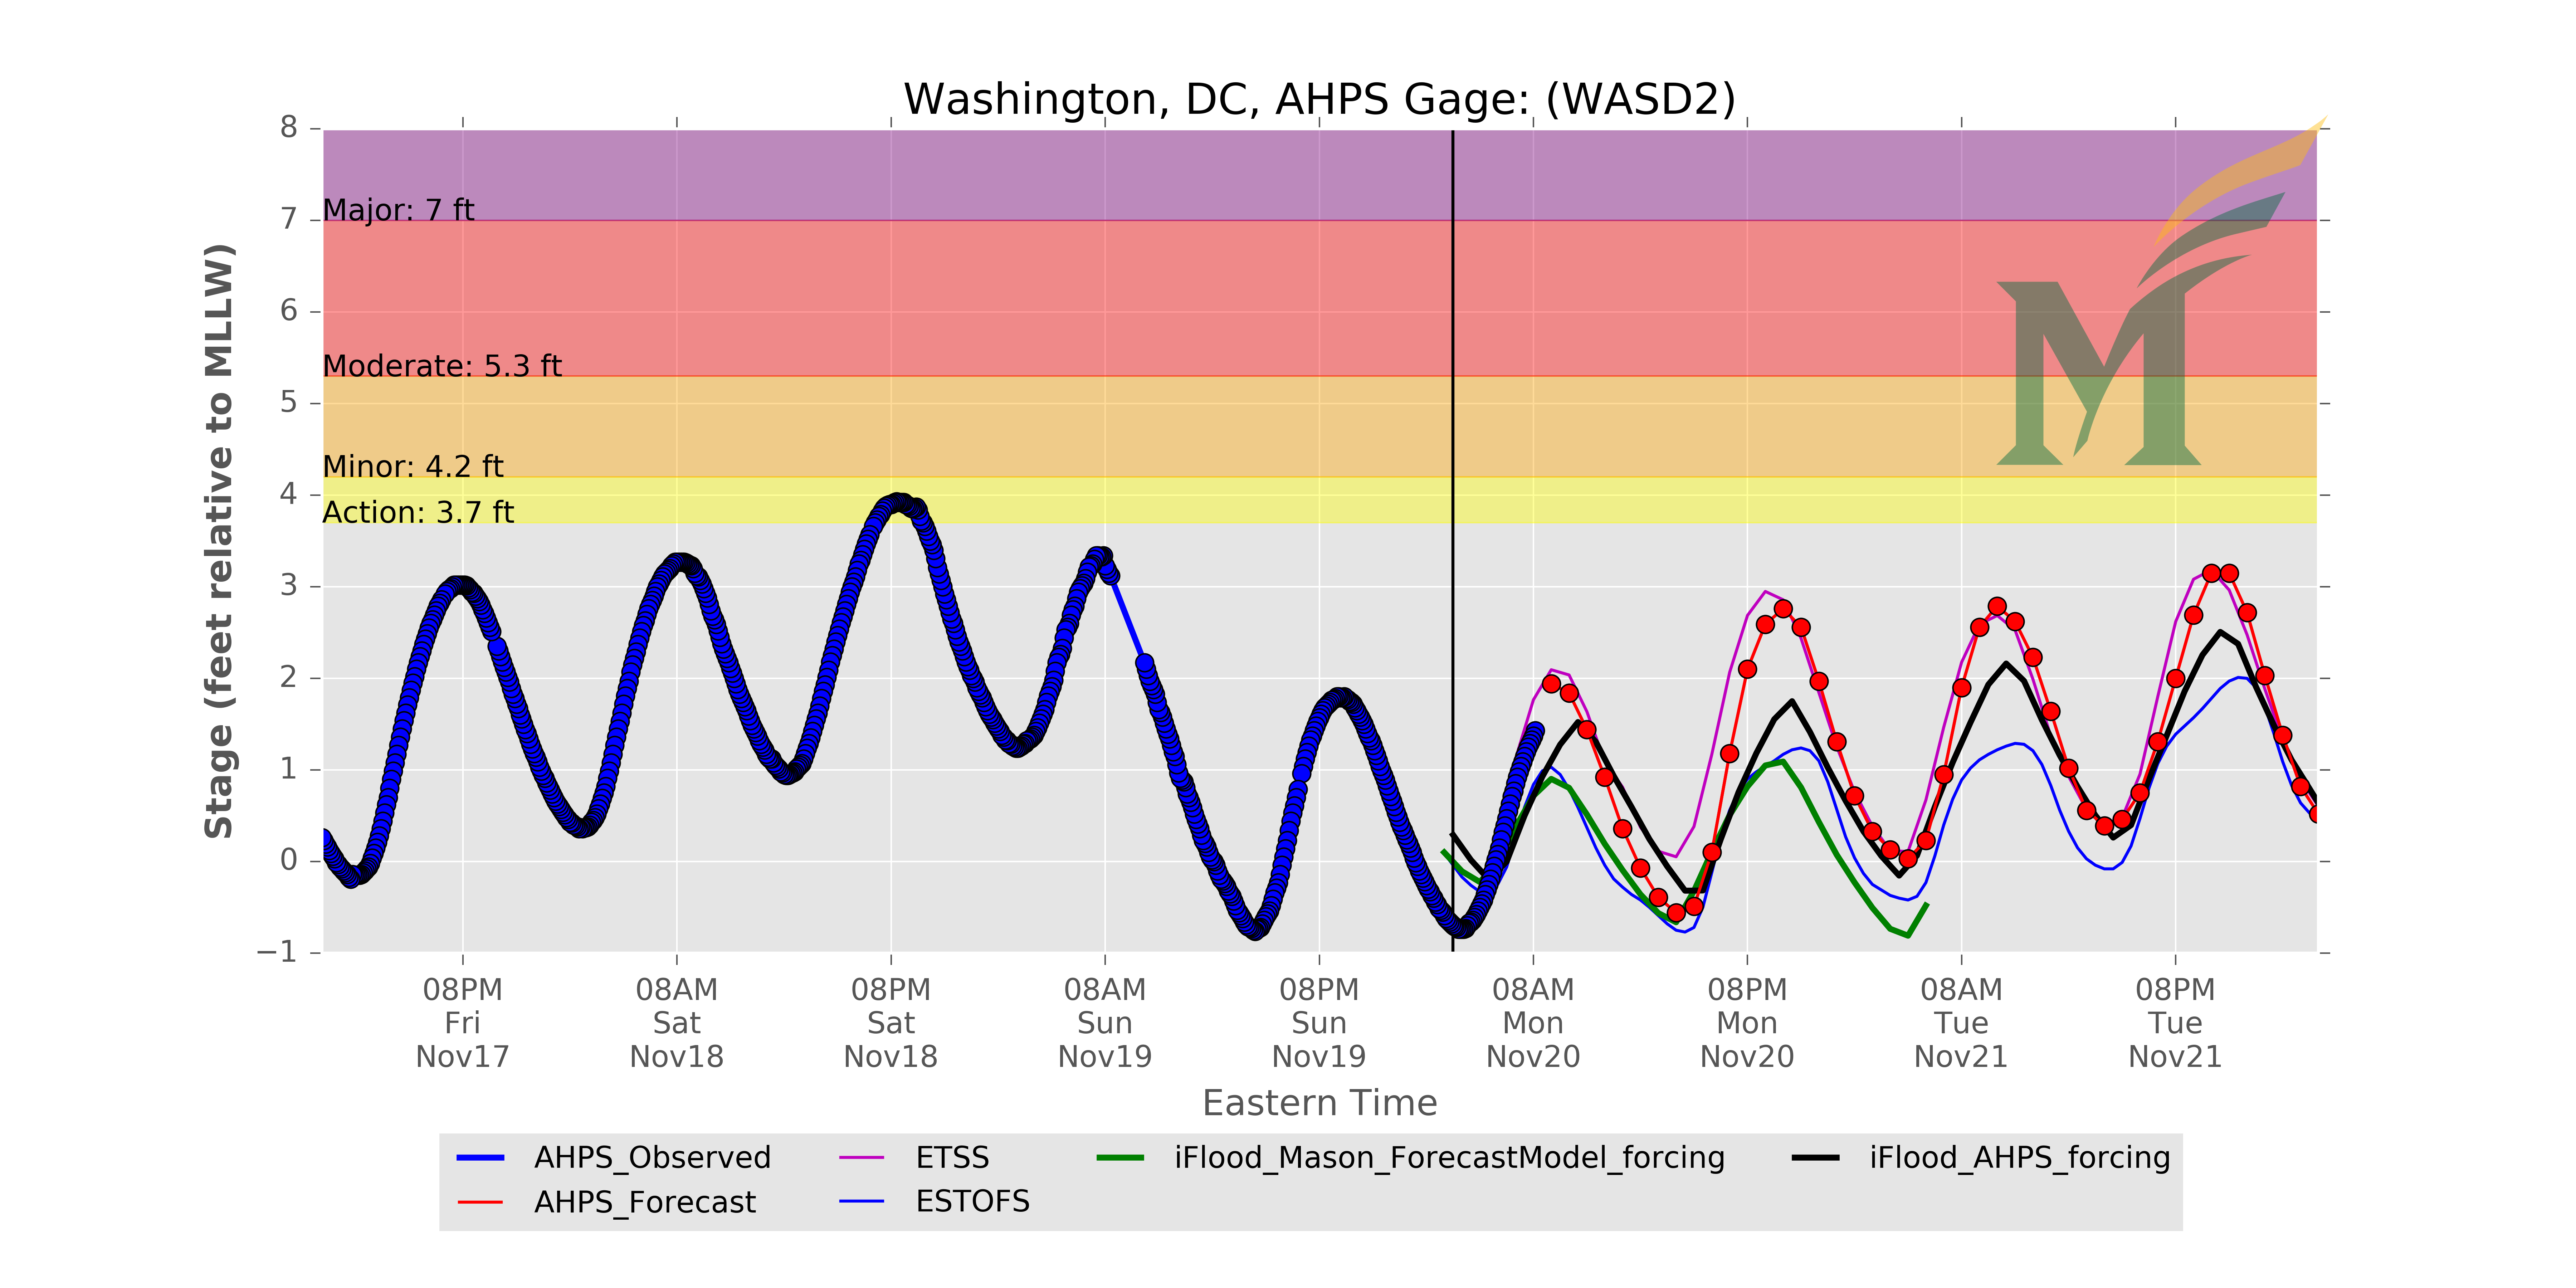 Washington, DC, AHPS Gage: (WASD2)
8
7
6
5
4
3
2
1
0
−1
Stage (feet relative to MLLW)
Major: 7 ft
Moderate: 5.3 ft
Minor: 4.2 ft
Action: 3.7 ft
M
08PM 08AM 08PM 08AM 08PM 08AM 08PM 08AM 08PM
Fri Sat Sat Sun Sun Mon Mon Tue Tue
Nov17 Nov18 Nov18 Nov19 Nov19 Nov20 Nov20 Nov21 Nov21
Eastern Time
AHPS_Observed ETSS iFlood_Mason_ForecastModel_forcing iFlood_AHPS_forcing
AHPS_Forecast ESTOFS